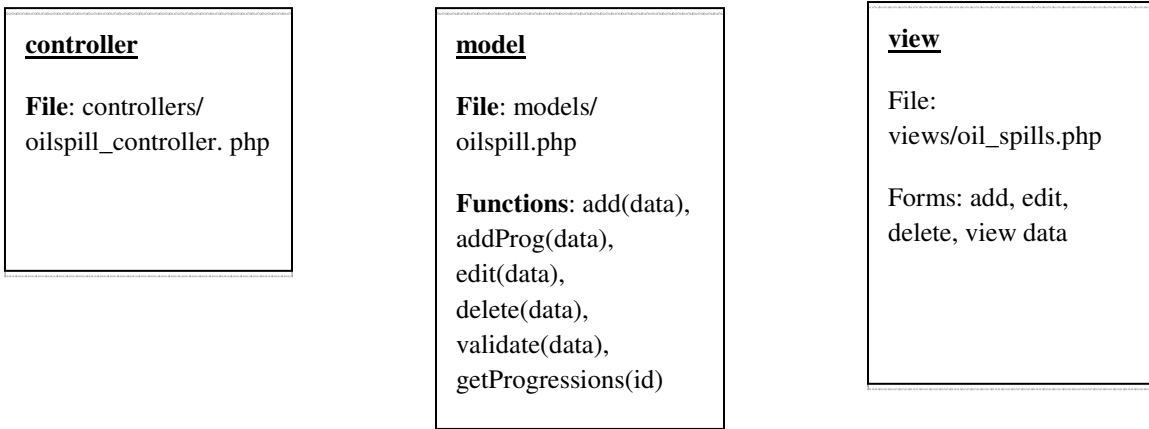 controller
File: controllers/
oilspill_controller. php
model
File: models/
oilspill.php
Functions: add(data),
addProg(data),
edit(data),
delete(data),
validate(data),
getProgressions(id)
view
File:
views/oil_spills.php
Forms: add, edit,
delete, view data